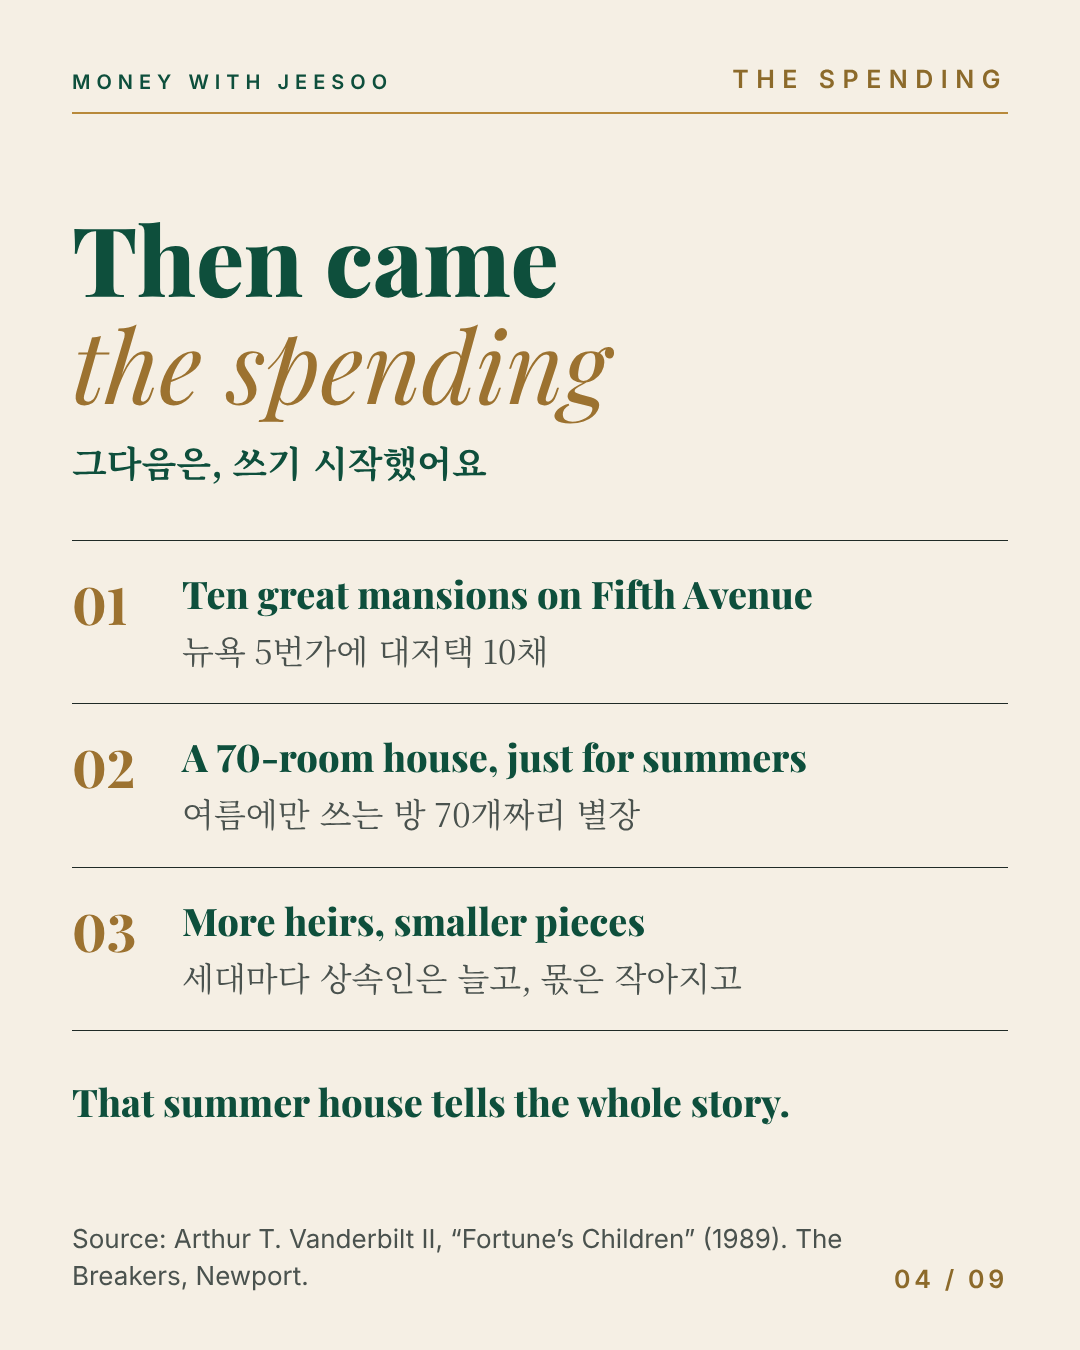 MONEY WITH JEESOO
THE SPENDING
Then came
the spending
그다음은, 쓰기 시작했어요
01
Ten great mansions on Fifth Avenue
뉴욕 5번가에 대저택 10채
02
A 70-room house, just for summers
여름에만 쓰는 방 70개짜리 별장
03
More heirs, smaller pieces
세대마다 상속인은 늘고, 몫은 작아지고
That summer house tells the whole story.
Source: Arthur T. Vanderbilt II, “Fortune’s Children” (1989). The
Breakers, Newport.
04 / 09